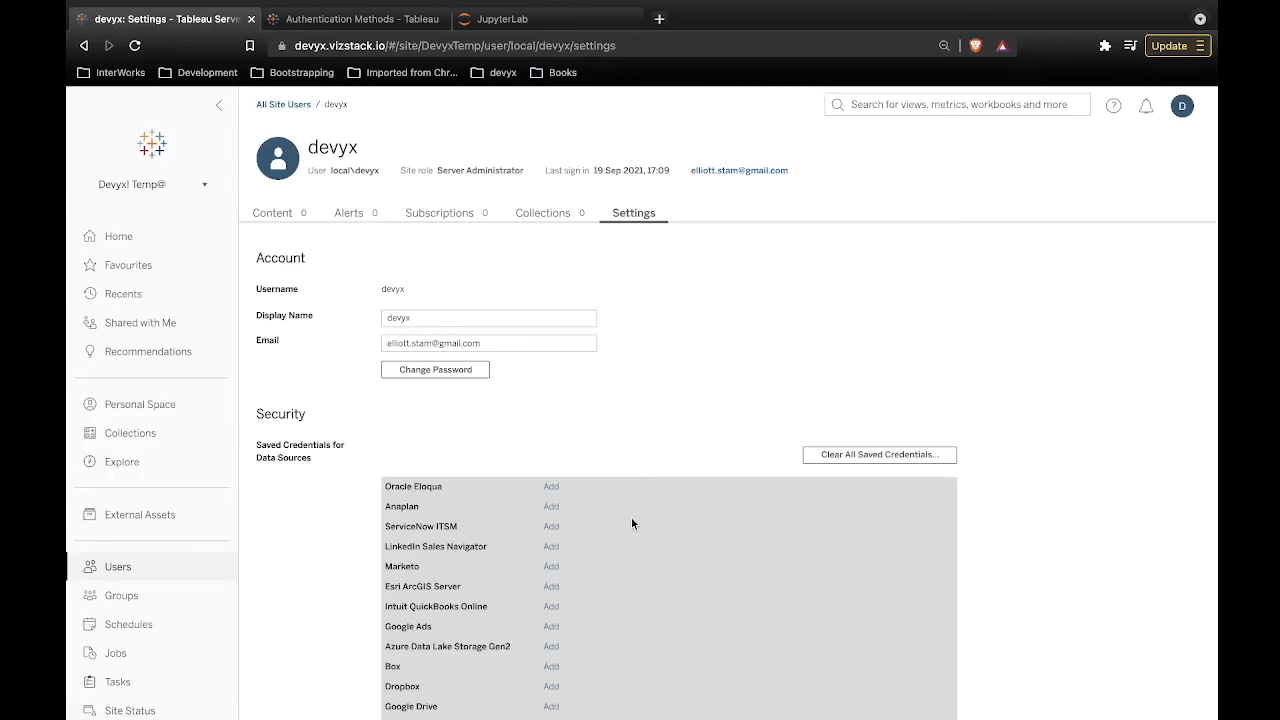 devyx: Settings - Tableau Serve
Authentication Methods - Tableau
JupyterLab
devyx.vizstack.io/#/site/DevyxTemp/user/local/devyx/settings
Update
InterWorks
Development
Bootstrapping
Imported from Chr...
devyx
Books
All Site Users / devyx
Search for views, metrics, workbooks and more
D
devyx
User local\devyx
Site role Server Administrator
Last sign in 19 Sep 2021, 17:09
elliott.stam@gmail.com
Devyx! Temp@
Content 0
Alerts 0
Subscriptions 0
Collections 0
Settings
Home
Favourites
Recents
Shared with Me
Recommendations
Personal Space
Collections
Explore
External Assets
Users
Groups
Schedules
Jobs
Tasks
Site Status
Account
Username devyx
Display Name devyx
Email elliott.stam@gmail.com
Change Password
Security
Saved Credentials for
Data Sources
Clear All Saved Credentials...
Oracle Eloqua Add
Anaplan Add
ServiceNow ITSM Add
LinkedIn Sales Navigator Add
Marketo Add
Esri ArcGIS Server Add
Intuit QuickBooks Online Add
Google Ads Add
Azure Data Lake Storage Gen2 Add
Box Add
Dropbox Add
Google Drive Add